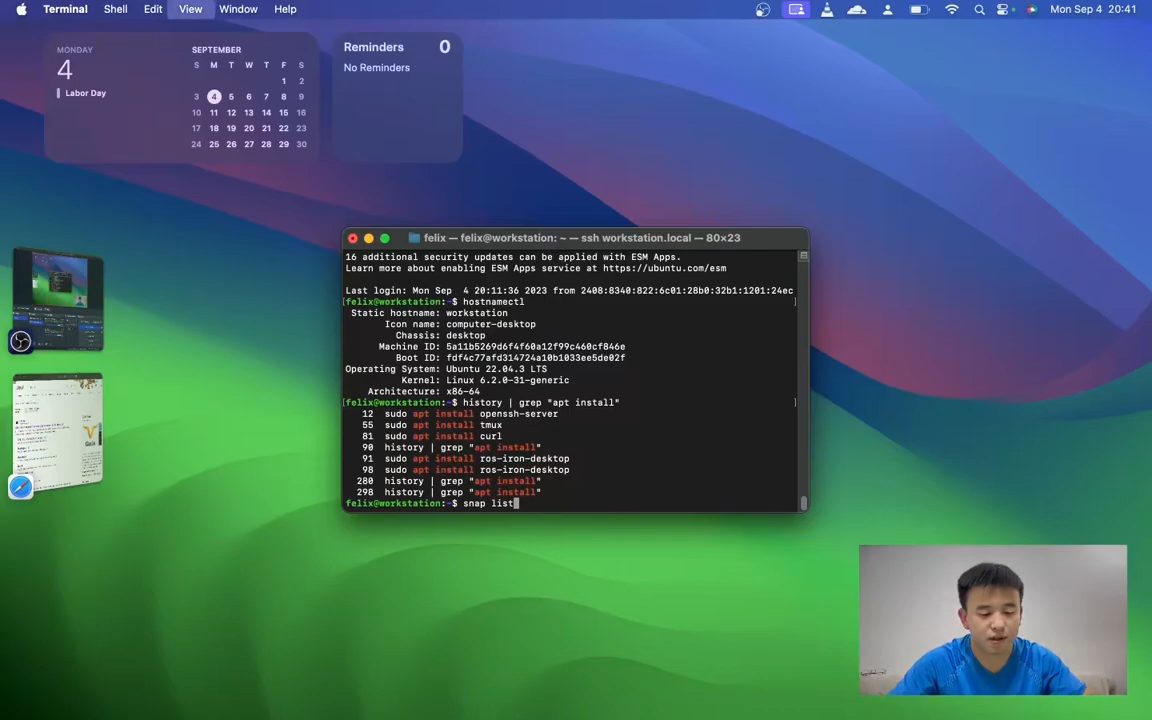 Terminal Shell Edit View Window Help
Mon Sep 4 20:41
MONDAY
4
Labor Day
SEPTEMBER
S M T W T F S
1 2
3 4 5 6 7 8 9
10 11 12 13 14 15 16
17 18 19 20 21 22 23
24 25 26 27 28 29 30
Reminders 0
No Reminders
felix — felix@workstation: ~ — ssh workstation.local — 80×23
16 additional security updates can be applied with ESM Apps.
Learn more about enabling ESM Apps service at https://ubuntu.com/esm
Last login: Mon Sep  4 20:11:36 2023 from 2408:8340:822:6c01:28b0:32b1:1201:24ec
[felix@workstation:~$ hostnamectl ]
Static hostname: workstation
Icon name: computer-desktop
Chassis: desktop
Machine ID: 5a11b5269d6f4f60a12f99c460cf846e
Boot ID: fdf4c77afd314724a10b1033ee5de02f
Operating System: Ubuntu 22.04.3 LTS
Kernel: Linux 6.2.0-31-generic
Architecture: x86-64
[felix@workstation:~$ history | grep "apt install" ]
12 sudo apt install openssh-server
55 sudo apt install tmux
81 sudo apt install curl
90 history | grep "apt install"
91 sudo apt install ros-iron-desktop
98 sudo apt install ros-iron-desktop
280 history | grep "apt install"
298 history | grep "apt install"
felix@workstation:~$ snap list